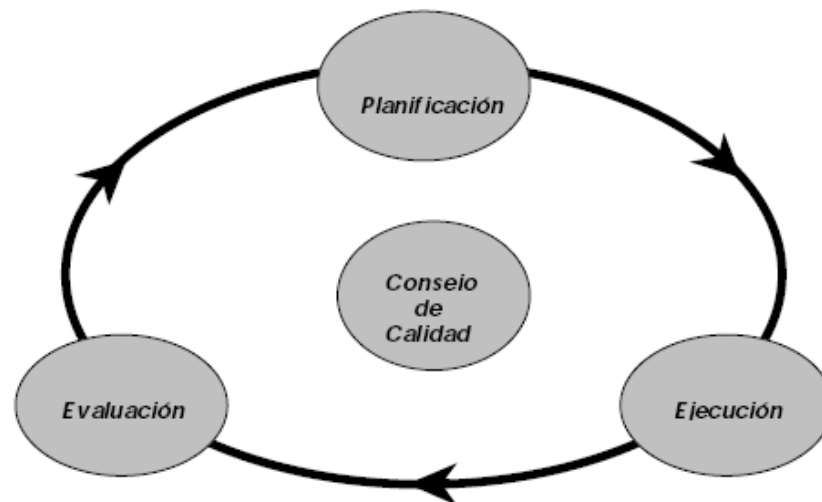 Planificación
Consejo
de
Calidad
Evaluación
Ejecución